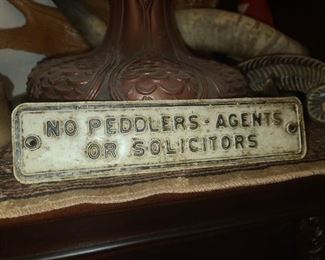 NO PEDDLERS - AGENTS
OR SOLICITORS